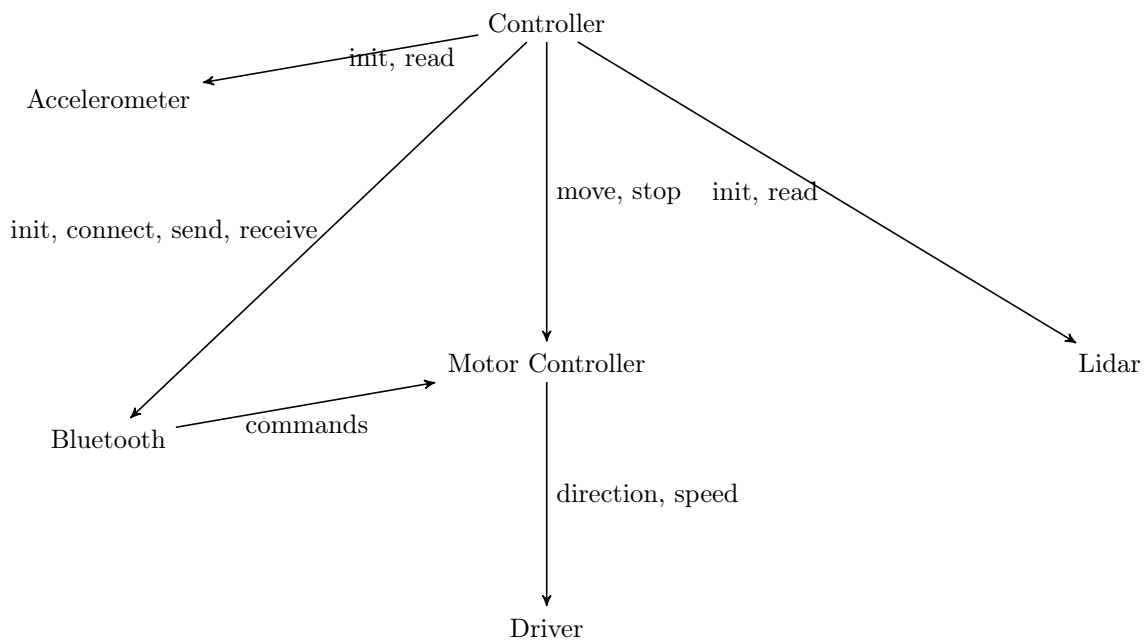 Controller
init, read
Accelerometer
move, stop
init, read
init, connect, send, receive
Motor Controller
Lidar
commands
Bluetooth
direction, speed
Driver